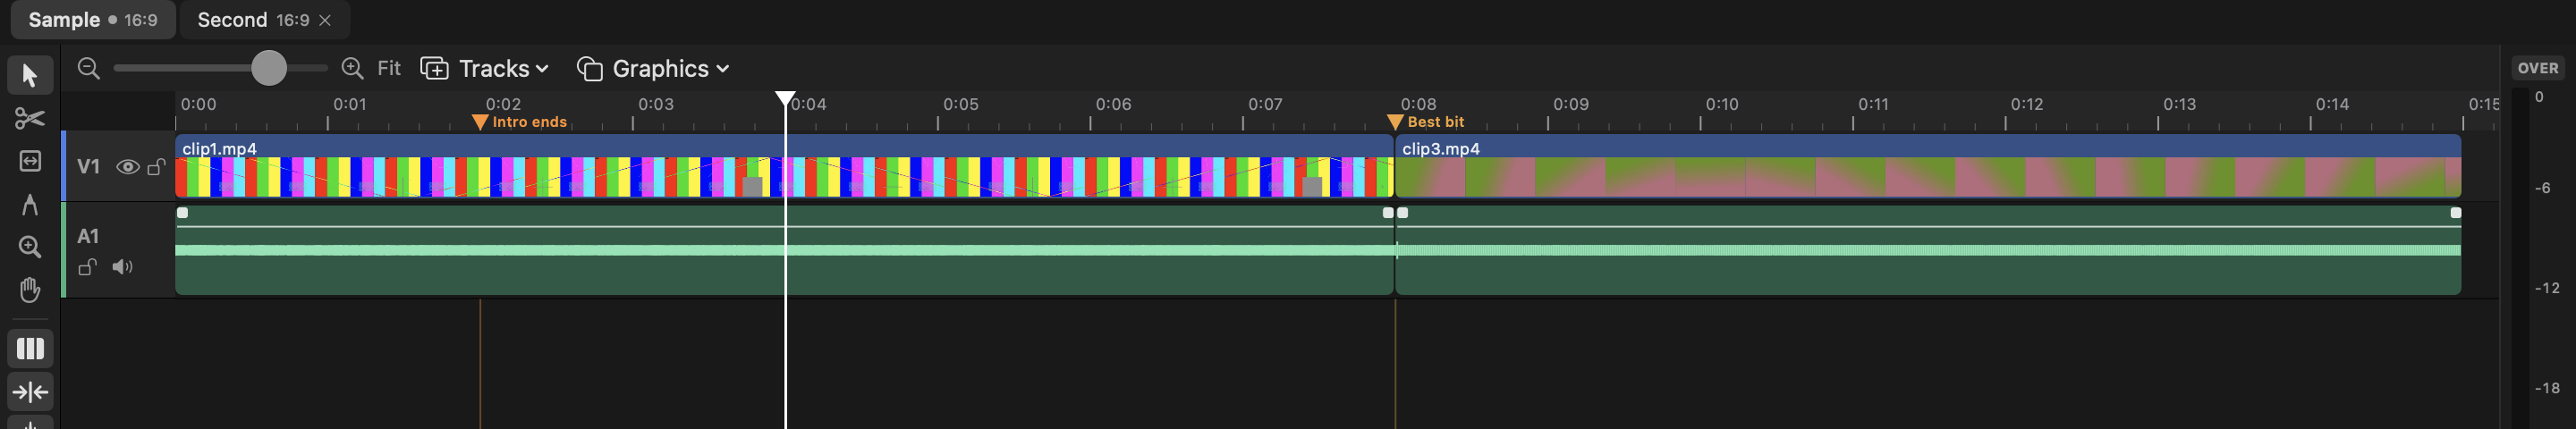 Sample 16:9 Second 16:9
Fit Tracks Graphics OVER
0:00 0:01 0:02 0:03 0:04 0:05 0:06 0:07 0:08 0:09 0:10 0:11 0:12 0:13 0:14 0:15 0
Intro ends Best bit
clip1.mp4 clip3.mp4
V1
-6
A1
-12
-18